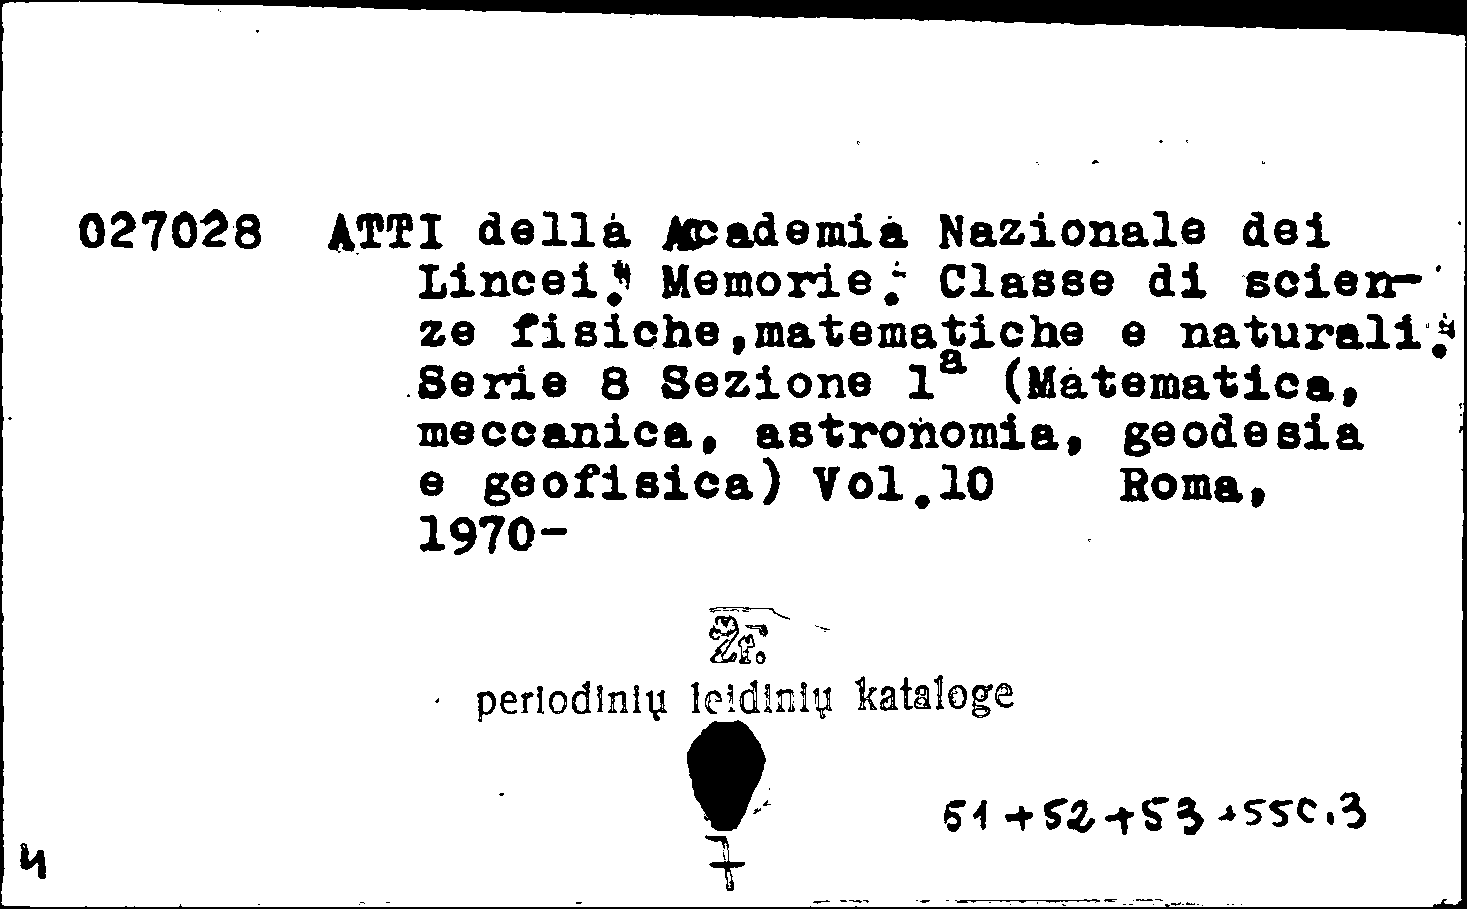 027028 ATTI della Accademia Nazionale dei
Lincei. Memorie. Classe di scien-
ze fisiche,matematiche e naturali.
Serie 8 Sezione 1ª (Matematica,
meccanica, astronomia, geodesia
e geofisica) Vol.10 Roma,
1970-
Žr.
periodinių leidinių kataloge
51+52+53+550.3